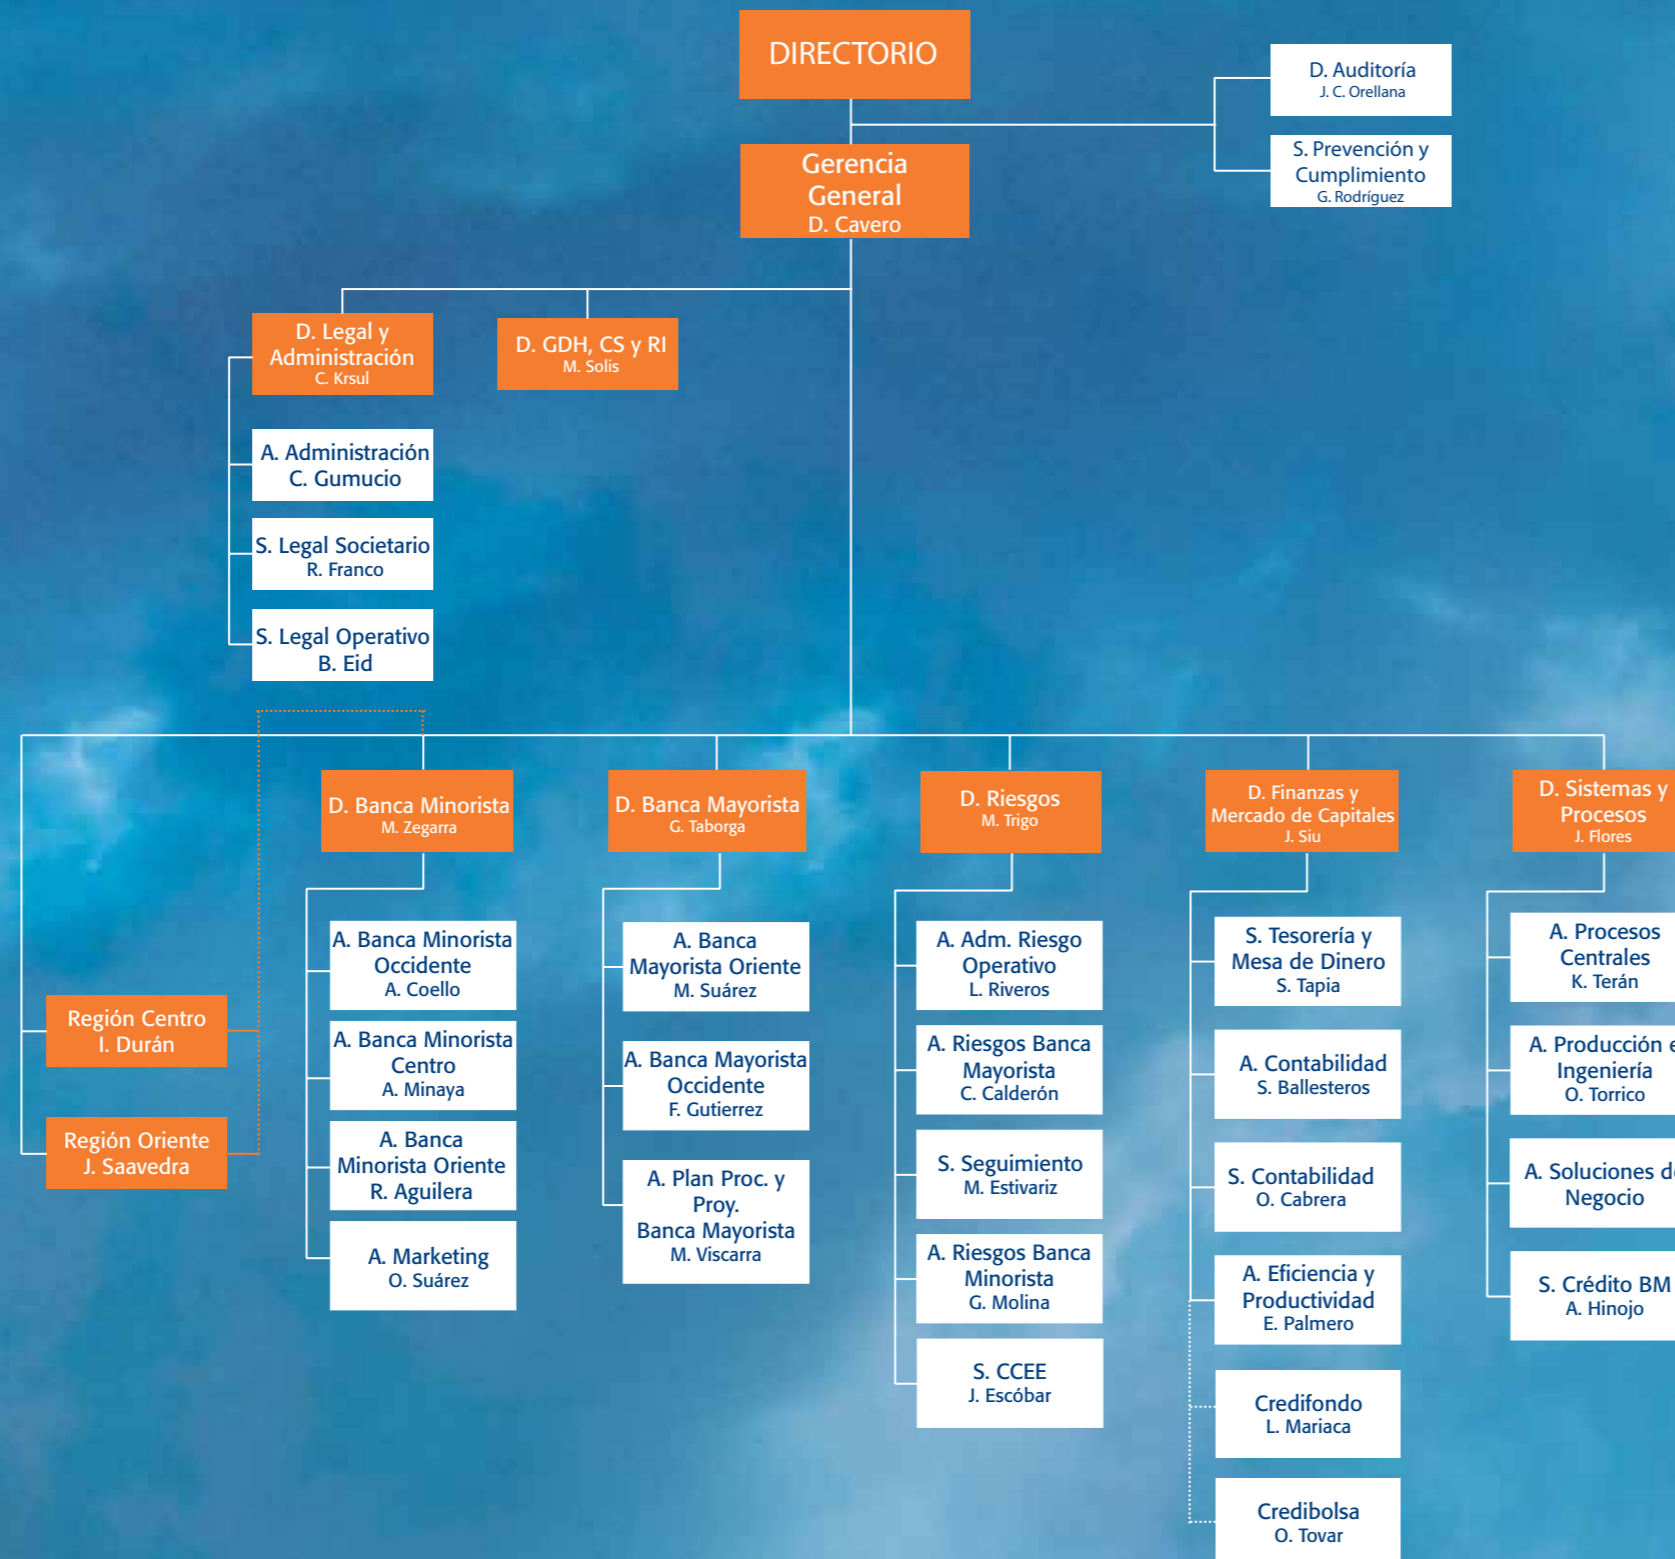 DIRECTORIO
D. Auditoría
J. C. Orellana
S. Prevención y
Cumplimiento
G. Rodríguez
Gerencia
General
D. Cavero
D. Legal y
Administración
C. Krsul
D. GDH, CS y RI
M. Solis
A. Administración
C. Gumucio
S. Legal Societario
R. Franco
S. Legal Operativo
B. Eid
Región Centro
I. Durán
Región Oriente
J. Saavedra
D. Banca Minorista
M. Zegarra
A. Banca Minorista
Occidente
A. Coello
A. Banca Minorista
Centro
A. Minaya
A. Banca
Minorista Oriente
R. Aguilera
A. Marketing
O. Suárez
D. Banca Mayorista
G. Taborga
A. Banca
Mayorista Oriente
M. Suárez
A. Banca Mayorista
Occidente
F. Gutierrez
A. Plan Proc. y
Proy.
Banca Mayorista
M. Viscarra
D. Riesgos
M. Trigo
A. Adm. Riesgo
Operativo
L. Riveros
A. Riesgos Banca
Mayorista
C. Calderón
S. Seguimiento
M. Estivariz
A. Riesgos Banca
Minorista
G. Molina
S. CCEE
J. Escóbar
D. Finanzas y
Mercado de Capitales
J. Siu
S. Tesorería y
Mesa de Dinero
S. Tapia
A. Contabilidad
S. Ballesteros
S. Contabilidad
O. Cabrera
A. Eficiencia y
Productividad
E. Palmero
Credifondo
L. Mariaca
Credibolsa
O. Tovar
D. Sistemas y
Procesos
J. Flores
A. Procesos
Centrales
K. Terán
A. Producción e
Ingeniería
O. Torrico
A. Soluciones de
Negocio
S. Crédito BM
A. Hinojo